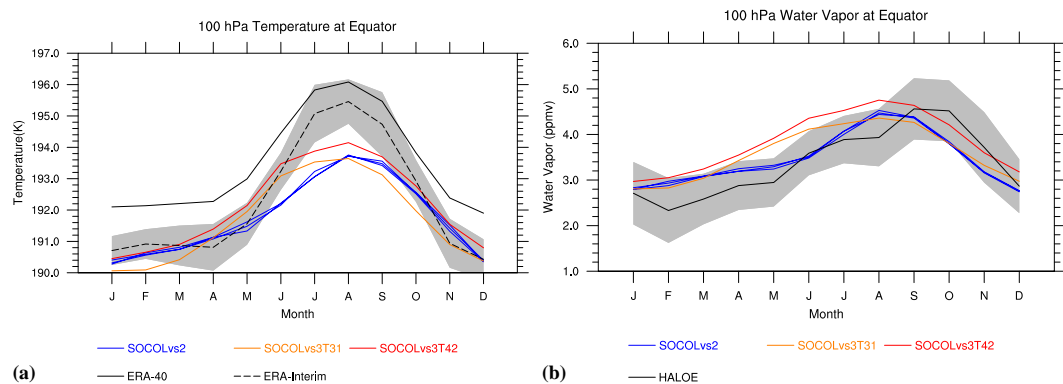 100 hPa Temperature at Equator
197.0
196.0
195.0
194.0
193.0
192.0
191.0
190.0
Temperature(K)
J F M A M J J A S O N D
Month
SOCOLvs2 SOCOLvs3T31 SOCOLvs3T42
ERA-40 ERA-Interim
(a)
100 hPa Water Vapor at Equator
6.0
5.0
4.0
3.0
2.0
1.0
Water Vapor (ppmv)
J F M A M J J A S O N D
Month
SOCOLvs2 SOCOLvs3T31 SOCOLvs3T42
HALOE
(b)